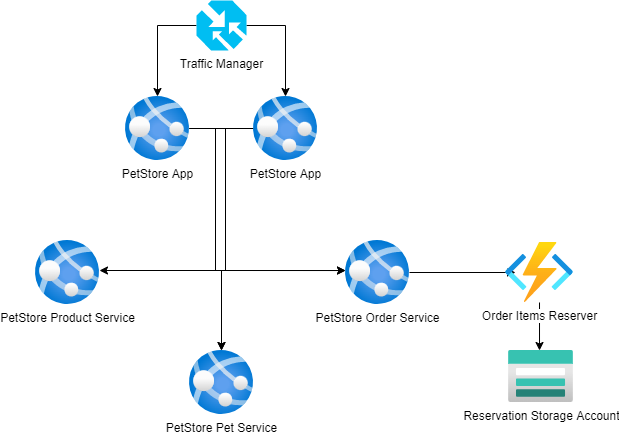 Traffic Manager
PetStore App
PetStore App
PetStore Product Service
PetStore Order Service
Order Items Reserver
PetStore Pet Service
Reservation Storage Account